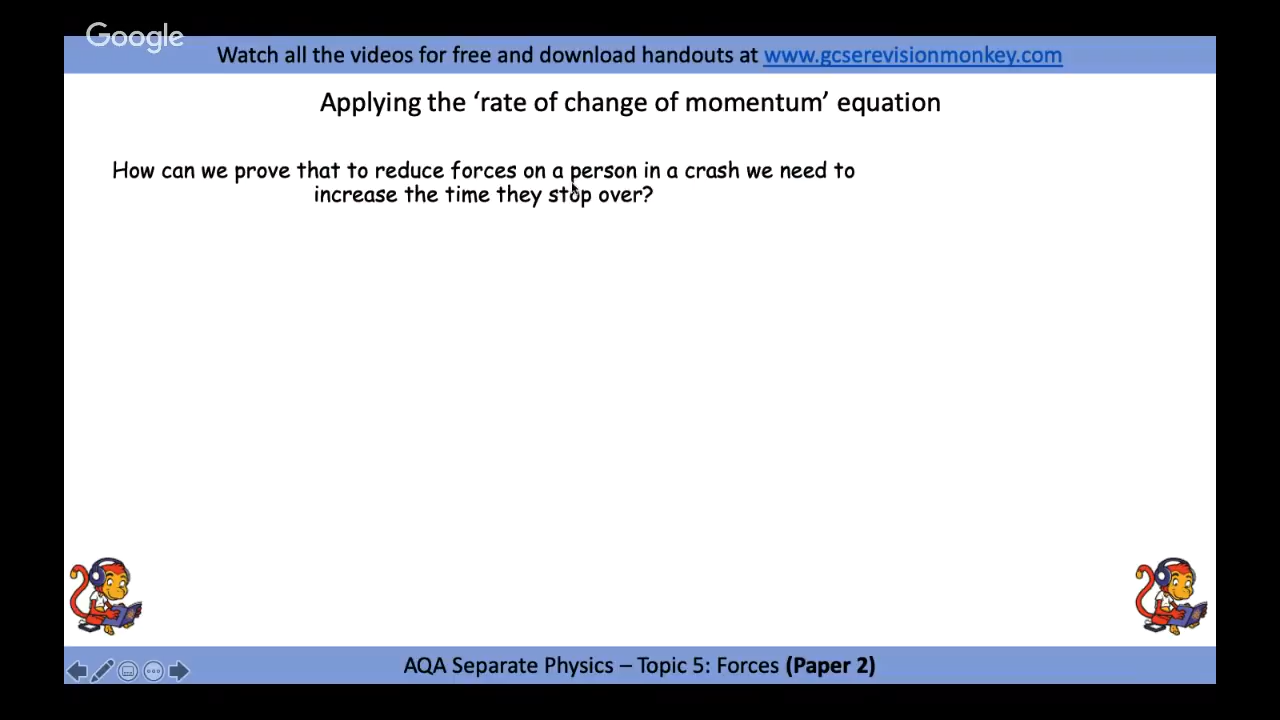 Google
Watch all the videos for free and download handouts at www.gcserevisionmonkey.com
Applying the ‘rate of change of momentum’ equation
How can we prove that to reduce forces on a person in a crash we need to
increase the time they stop over?
AQA Separate Physics – Topic 5: Forces (Paper 2)